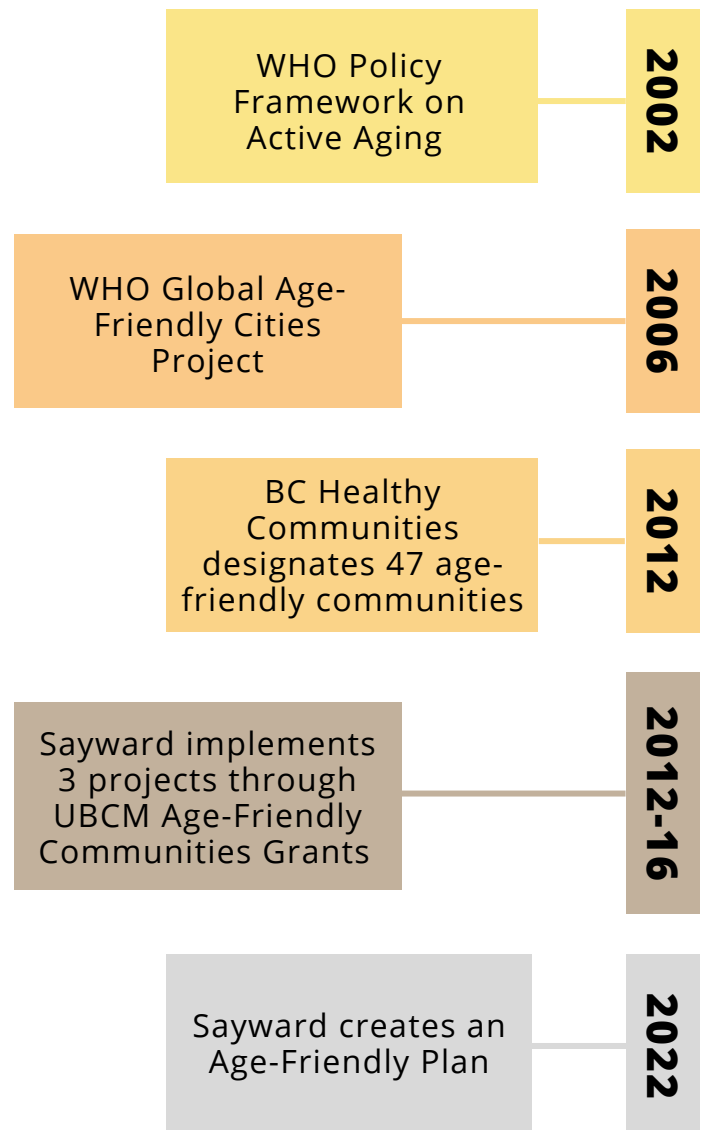 WHO Policy
Framework on
Active Aging
2002
WHO Global Age-
Friendly Cities
Project
2006
BC Healthy
Communities
designates 47 age-
friendly communities
2012
Sayward implements
3 projects through
UBCM Age-Friendly
Communities Grants
2012-16
Sayward creates an
Age-Friendly Plan
2022